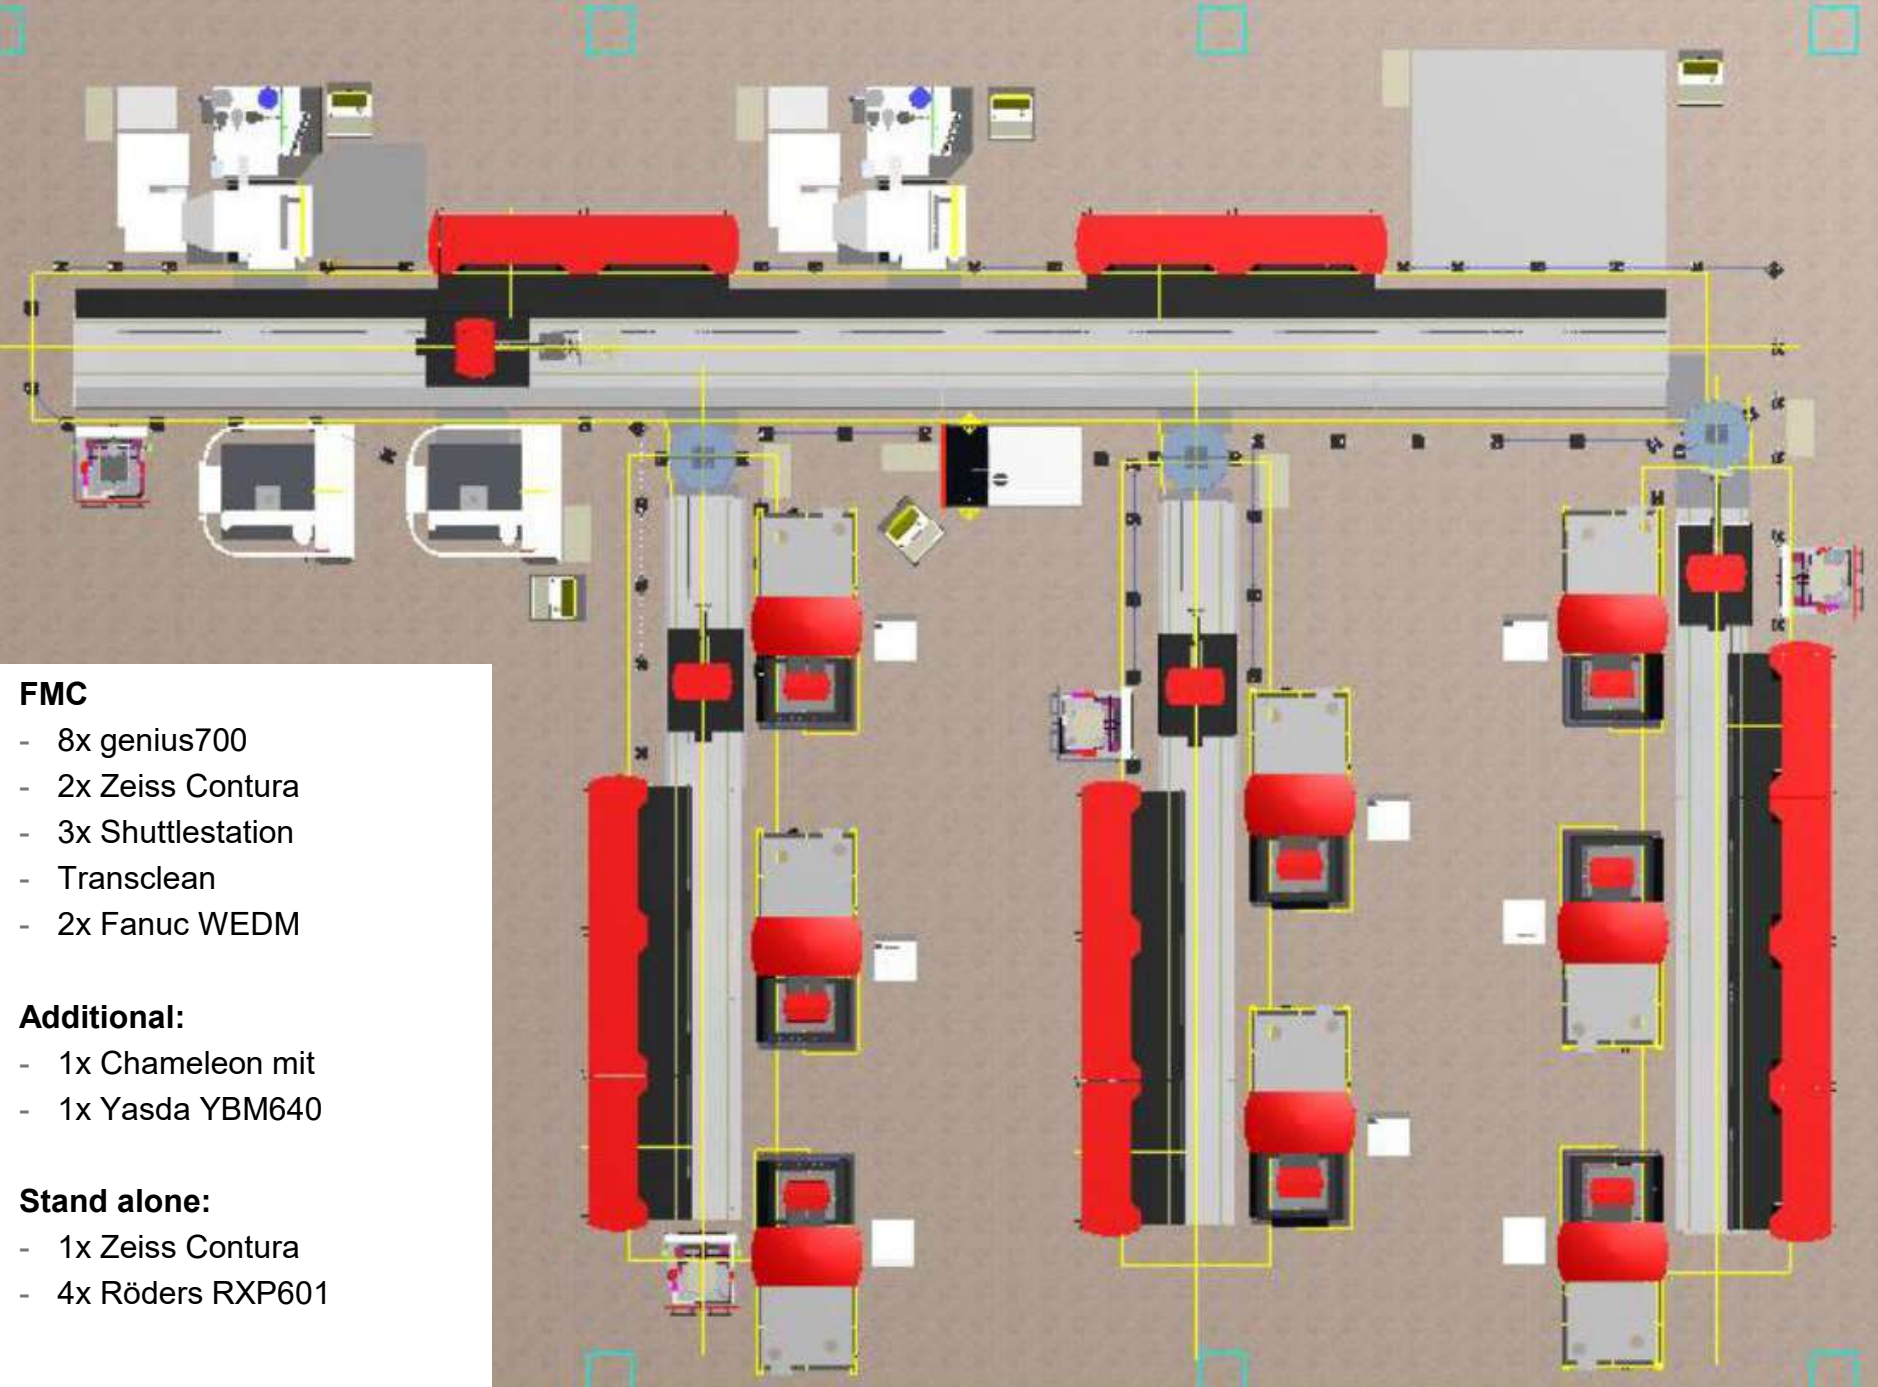 FMC
- 8x genius700
- 2x Zeiss Contura
- 3x Shuttlestation
- Transclean
- 2x Fanuc WEDM
Additional:
- 1x Chameleon mit
- 1x Yasda YBM640
Stand alone:
- 1x Zeiss Contura
- 4x Röders RXP601